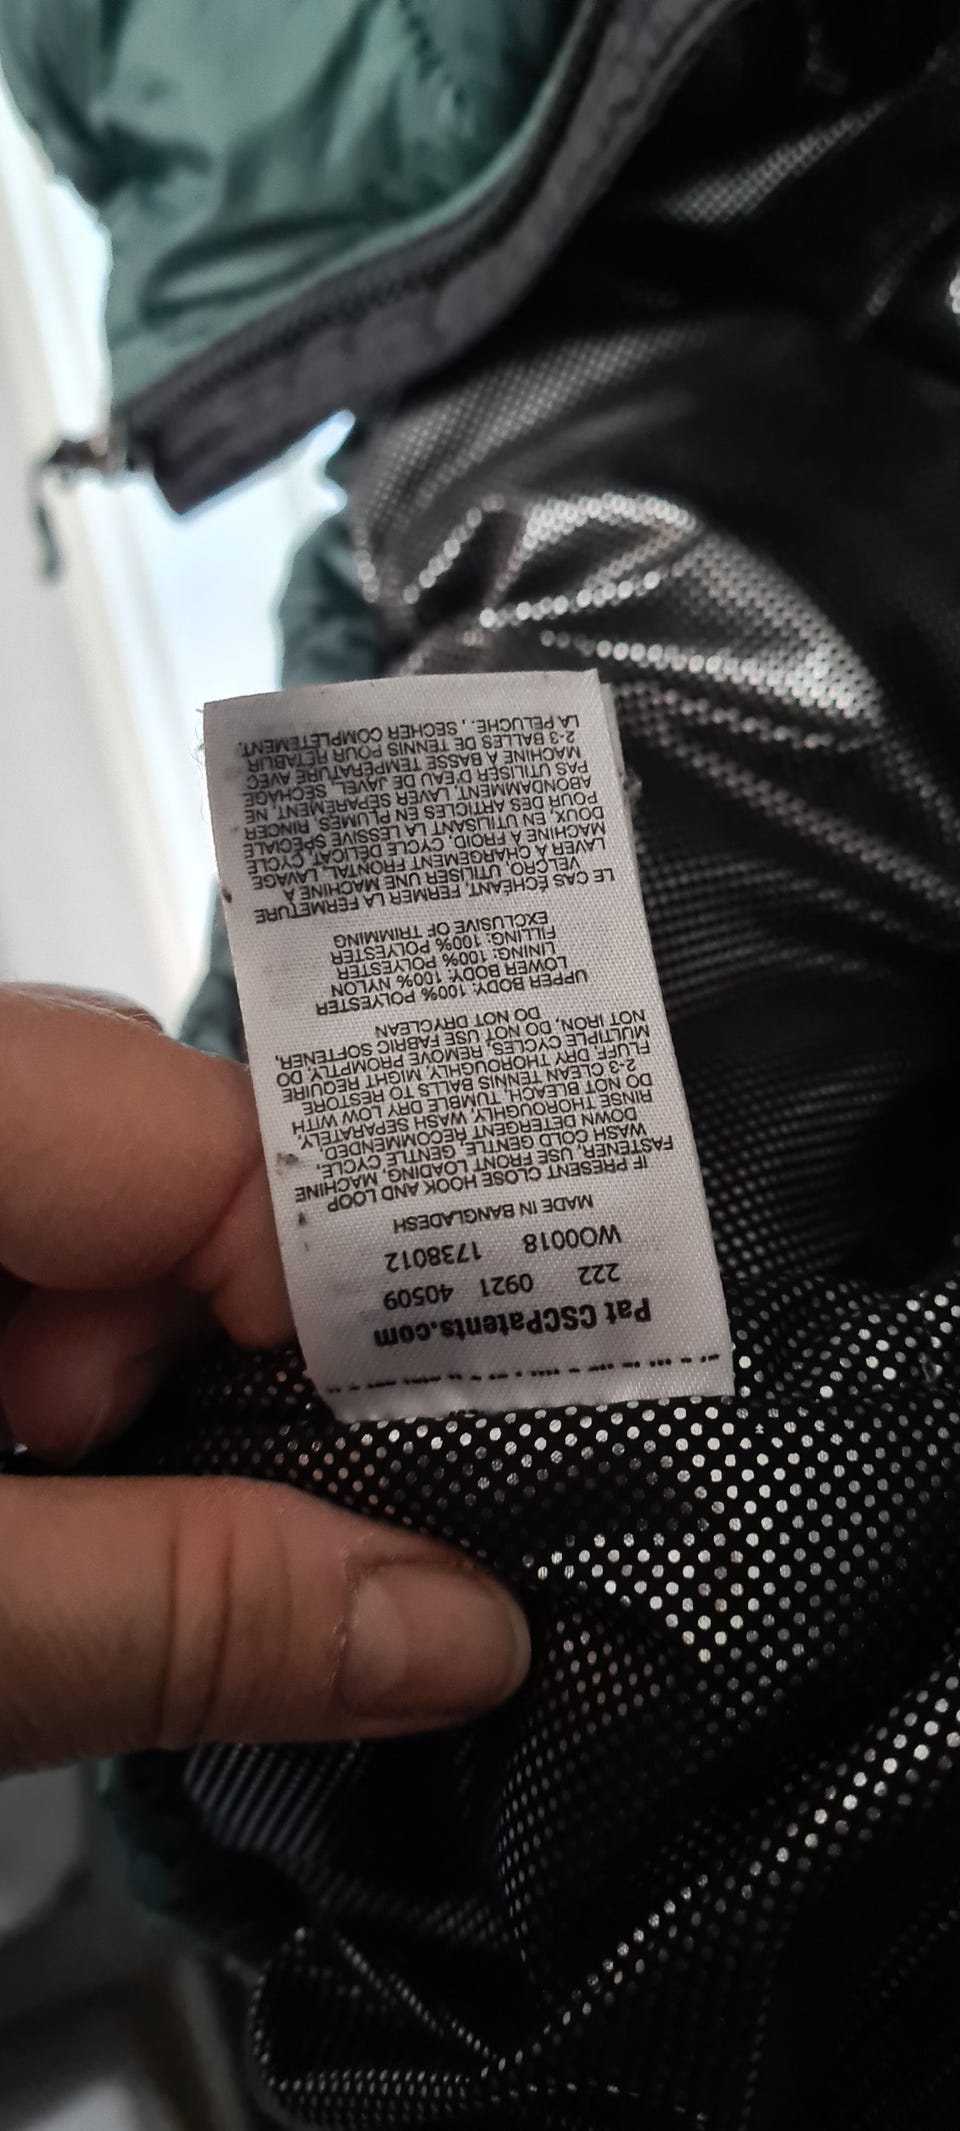 Pat CSCPatents.com
222 0921 40509
WO0018 1738012
MADE IN BANGLADESH
IF PRESENT CLOSE HOOK AND LOOP
FASTENER, USE FRONT LOADING, MACHINE
WASH COLD GENTLE, GENTLE, CYCLE,
DOWN DETERGENT RECOMMENDED,
RINSE THOROUGHLY, WASH SEPARATELY,
DO NOT BLEACH, TUMBLE DRY LOW WITH
2-3 CLEAN TENNIS BALLS TO RESTORE
FLUFF, DRY THOROUGHLY, MIGHT REQUIRE
MULTIPLE CYCLES, REMOVE PROMPTLY, DO
NOT IRON, DO NOT USE FABRIC SOFTENER,
DO NOT DRYCLEAN
UPPER BODY: 100% POLYESTER
LOWER BODY: 100% NYLON
LINING: 100% POLYESTER
FILLING: 100% POLYESTER
EXCLUSIVE OF TRIMMING
LE CAS ÉCHÉANT, FERMER LA FERMETURE
VELCRO, UTILISER UNE MACHINE À
LAVER À CHARGEMENT FRONTAL, LAVAGE
MACHINE À FROID, CYCLE DÉLICAT, CYCLE
DOUX, EN UTILISANT LA LESSIVE SPÉCIALE
POUR DES ARTICLES EN PLUMES, RINCER
ABONDAMMENT, LAVER SÉPAREMENT, NE
PAS UTILISER D'EAU DE JAVEL, SÉCHAGE
MACHINE À BASSE TEMPERATURE AVEC
2-3 BALLES DE TENNIS POUR RÉTABLIR
LA PELUCHE, , SÉCHER COMPLÈTEMENT,